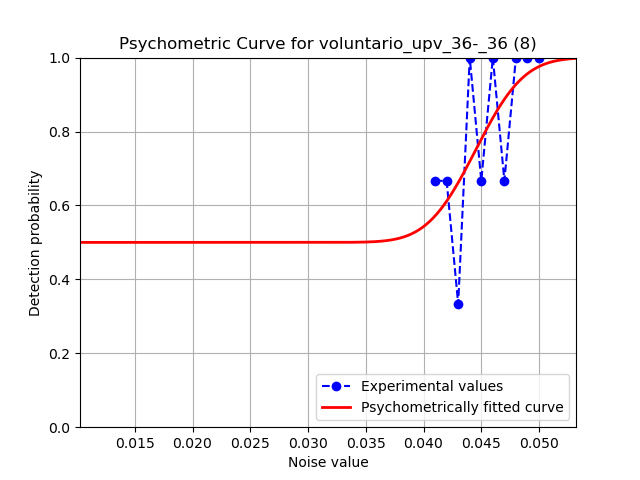 Psychometric Curve for voluntario_upv_36-_36 (8)
1.0
0.8
0.6
0.4
0.2
0.0
Detection probability
0.015 0.020 0.025 0.030 0.035 0.040 0.045 0.050
Noise value
Experimental values
Psychometrically fitted curve